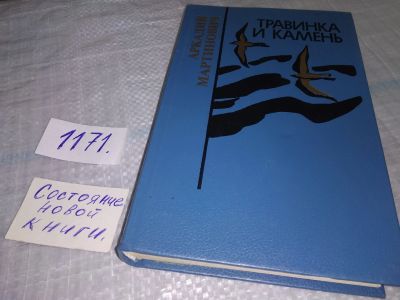 АРКАДИЙ
МАРТИНОВИЧ
ТРАВИНКА
И КАМЕНЬ
1171.
Состояние
новой
книги.